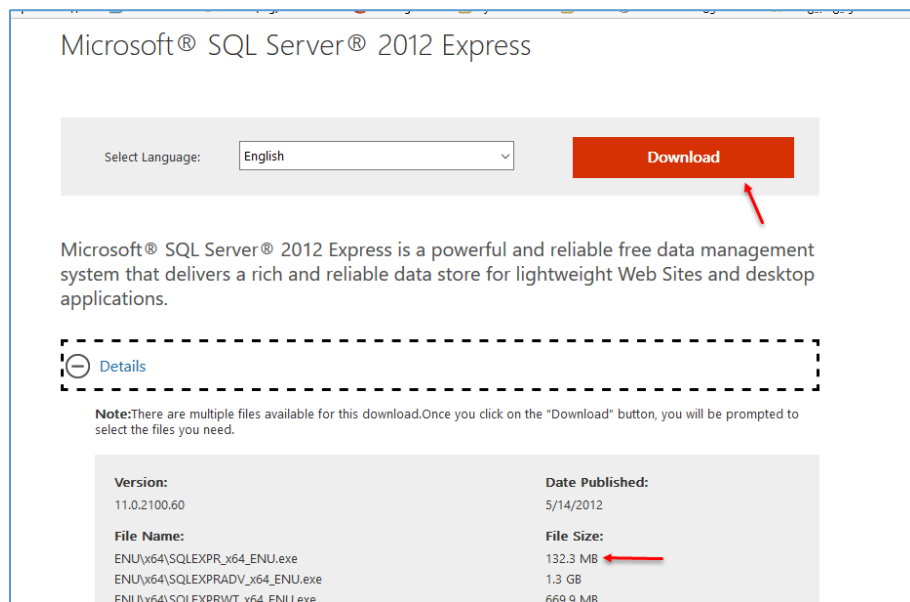 Microsoft® SQL Server® 2012 Express
Select Language:
English
Download
Microsoft® SQL Server® 2012 Express is a powerful and reliable free data management
system that delivers a rich and reliable data store for lightweight Web Sites and desktop
applications.
Details
Note:There are multiple files available for this download.Once you click on the "Download" button, you will be prompted to
select the files you need.
Version:
Date Published:
11.0.2100.60
5/14/2012
File Name:
File Size:
ENU\x64\SQLEXPR_x64_ENU.exe
132.3 MB
ENU\x64\SQLEXPRADV_x64_ENU.exe
1.3 GB
ENU\x64\SQLEXPRWT_x64_ENU.exe
669.9 MB